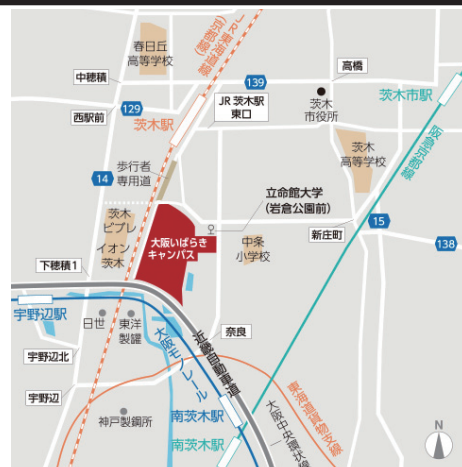 JR東海道線
(京都線)
春日丘
高等学校
中穂積
139
高橋
茨木市駅
129
茨木駅
西駅前
JR 茨木駅
東口
茨木
市役所
阪急京都線
歩行者
専用道
茨木
高等学校
14
立命館大学
(岩倉公園前)
茨木
ビブレ
イオン
茨木
大阪いばらき
キャンパス
中条
小学校
新庄町
15
138
下穂積1
宇野辺駅
日世
東洋
製罐
大阪モノレール
近畿自動車道
奈良
宇野辺北
宇野辺
東海道貨物支線
南茨木駅
大阪中央環状線
神戸製鋼所
南茨木駅
N